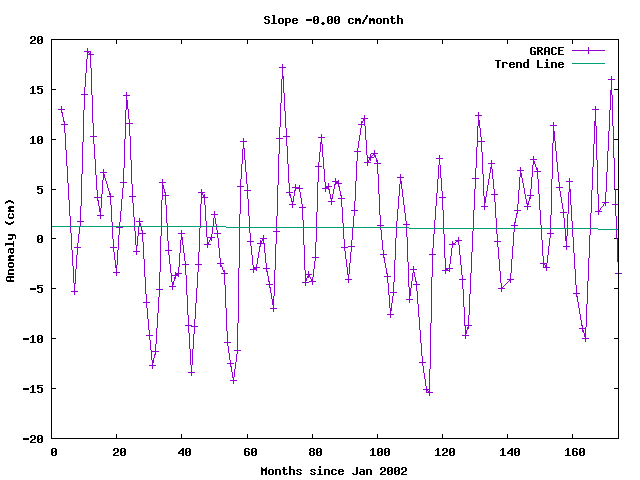 Slope -0.00 cm/month
GRACE
Trend Line
20
15
10
5
0
-5
-10
-15
-20
Anomaly (cm)
0 20 40 60 80 100 120 140 160
Months since Jan 2002